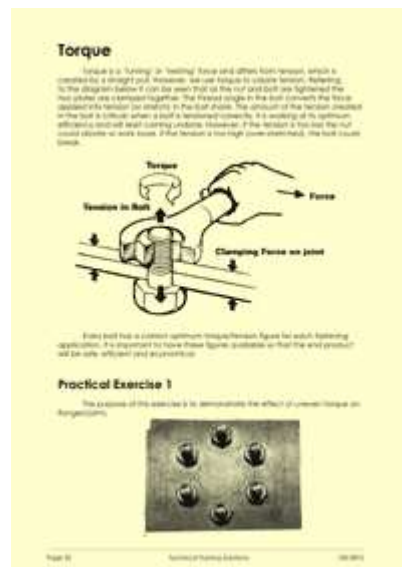 Torque
Torque is a 'turning' or 'twisting' force and differs from tension, which is
created by a straight pull. However, we use torque to create tension. Referring
to the diagram below it can be seen that as the nut and bolt are tightened the
two plates are clamped together. The thread angle in the bolt converts the force
applied into tension (or stretch) in the bolt shank. The amount of the tension created
in the bolt is critical when a bolt is tensioned correctly, it is working at its optimum
efficiency and will resist coming undone. However, if the tension is too low the nut
could vibrate or work loose. If the tension is too high (over-stretched), the bolt could
break.
Torque
Force
Tension in Bolt
Clamping Force on joint
Every bolt has a correct optimum torque/tension figure for each fastening
application. It is important to have these figures available so that the end product
will be safe, efficient and economical.
Practical Exercise 1
The purpose of this exercise is to demonstrate the effect of uneven torque on
flanges/joints.
Page
Technical Training Solutions